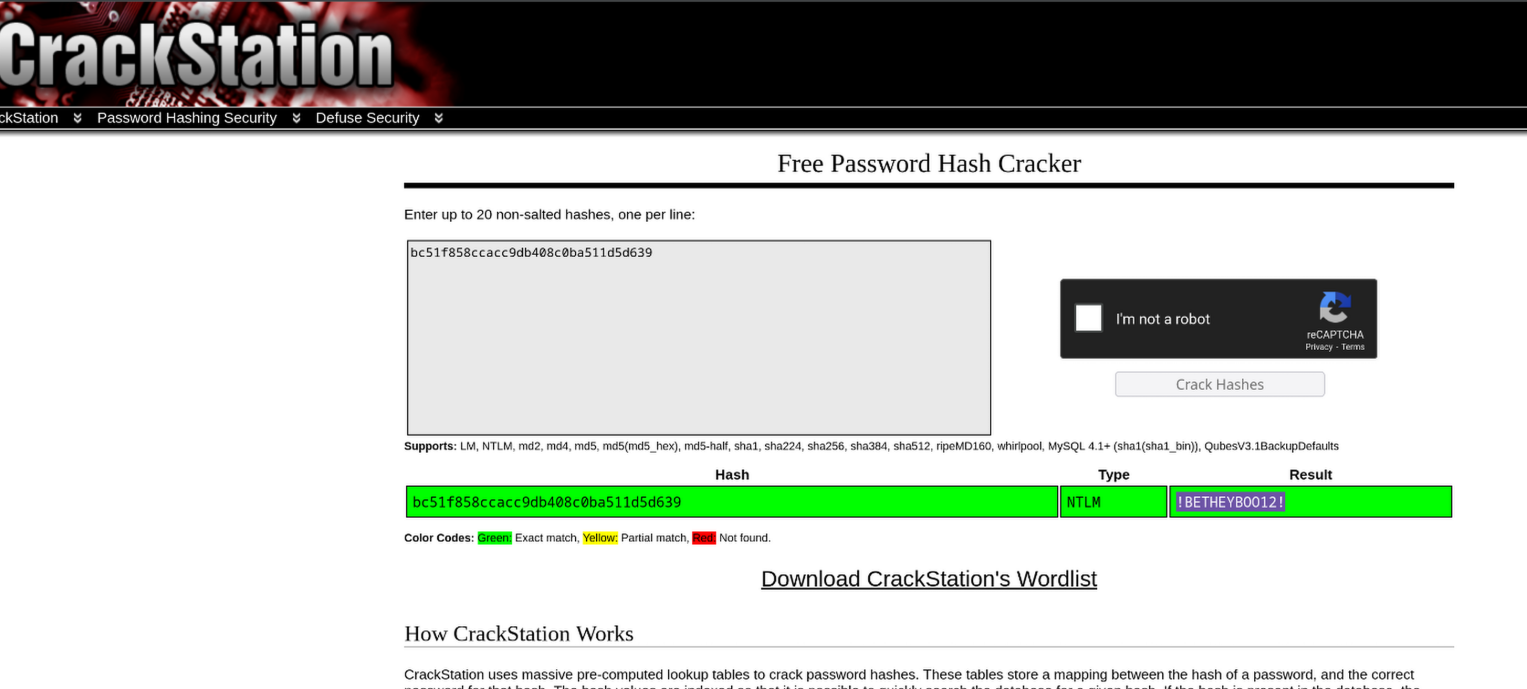 CrackStation
ckStation Password Hashing Security Defuse Security
Free Password Hash Cracker
Enter up to 20 non-salted hashes, one per line:
bc51f858ccacc9db408c0ba511d5d639
I'm not a robot
reCAPTCHA
Privacy - Terms
Crack Hashes
Supports: LM, NTLM, md2, md4, md5, md5(md5_hex), md5-half, sha1, sha224, sha256, sha384, sha512, ripeMD160, whirlpool, MySQL 4.1+ (sha1(sha1_bin)), QubesV3.1BackupDefaults
Hash Type Result
bc51f858ccacc9db408c0ba511d5d639 NTLM !BETHEYBOO12!
Color Codes: Green: Exact match, Yellow: Partial match, Red: Not found.
Download CrackStation's Wordlist
How CrackStation Works
CrackStation uses massive pre-computed lookup tables to crack password hashes. These tables store a mapping between the hash of a password, and the correct